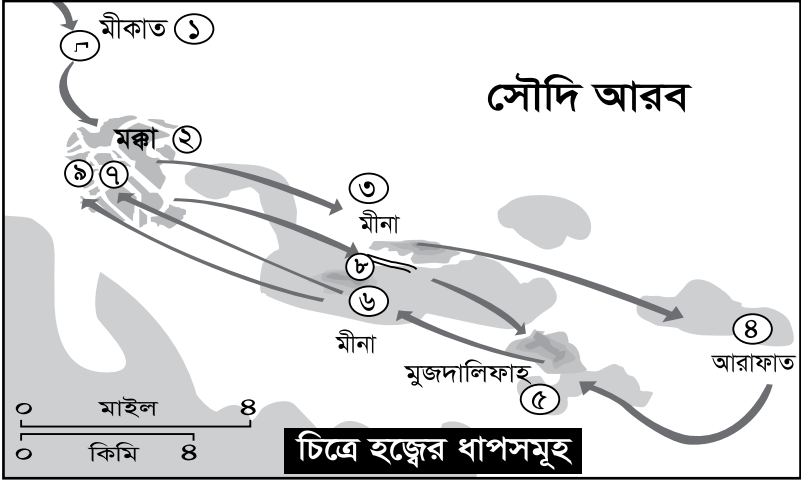 মীকাত ১
সৌদি আরব
মক্কা ২
৯ ৭
৩
মীনা
৮
৬
মীনা
৪
আরাফাত
মুজদালিফাহ
৫
০ মাইল ৪
০ কিমি ৪
চিত্রে হজ্বের ধাপসমূহ